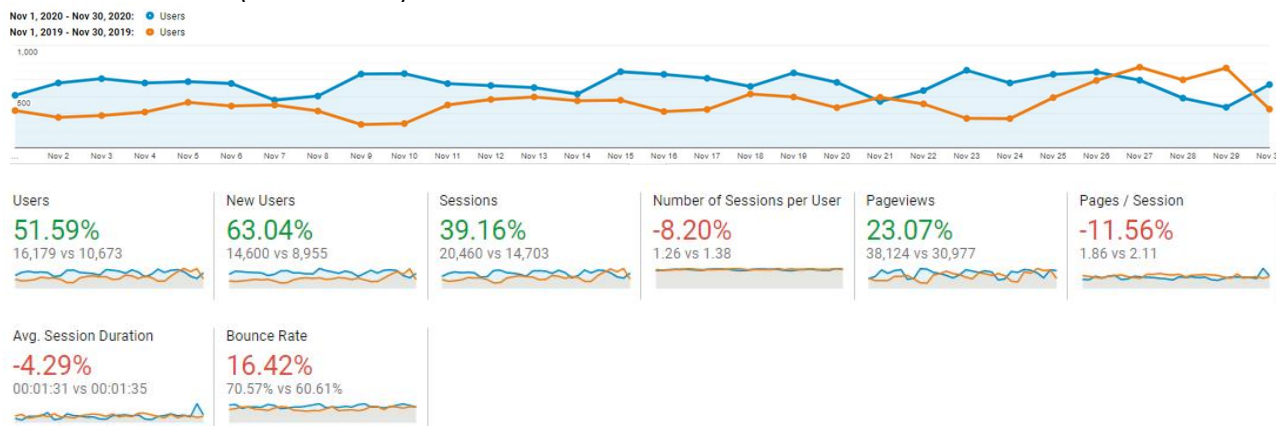 Nov 1, 2020 - Nov 30, 2020: Users
Nov 1, 2019 - Nov 30, 2019: Users
1,000
500
... Nov 2 Nov 3 Nov 4 Nov 5 Nov 6 Nov 7 Nov 8 Nov 9 Nov 10 Nov 11 Nov 12 Nov 13 Nov 14 Nov 15 Nov 16 Nov 17 Nov 18 Nov 19 Nov 20 Nov 21 Nov 22 Nov 23 Nov 24 Nov 25 Nov 26 Nov 27 Nov 28 Nov 29 Nov 3
Users New Users Sessions Number of Sessions per User Pageviews Pages / Session
51.59% 63.04% 39.16% -8.20% 23.07% -11.56%
16,179 vs 10,673 14,600 vs 8,955 20,460 vs 14,703 1.26 vs 1.38 38,124 vs 30,977 1.86 vs 2.11
Avg. Session Duration Bounce Rate
-4.29% 16.42%
00:01:31 vs 00:01:35 70.57% vs 60.61%